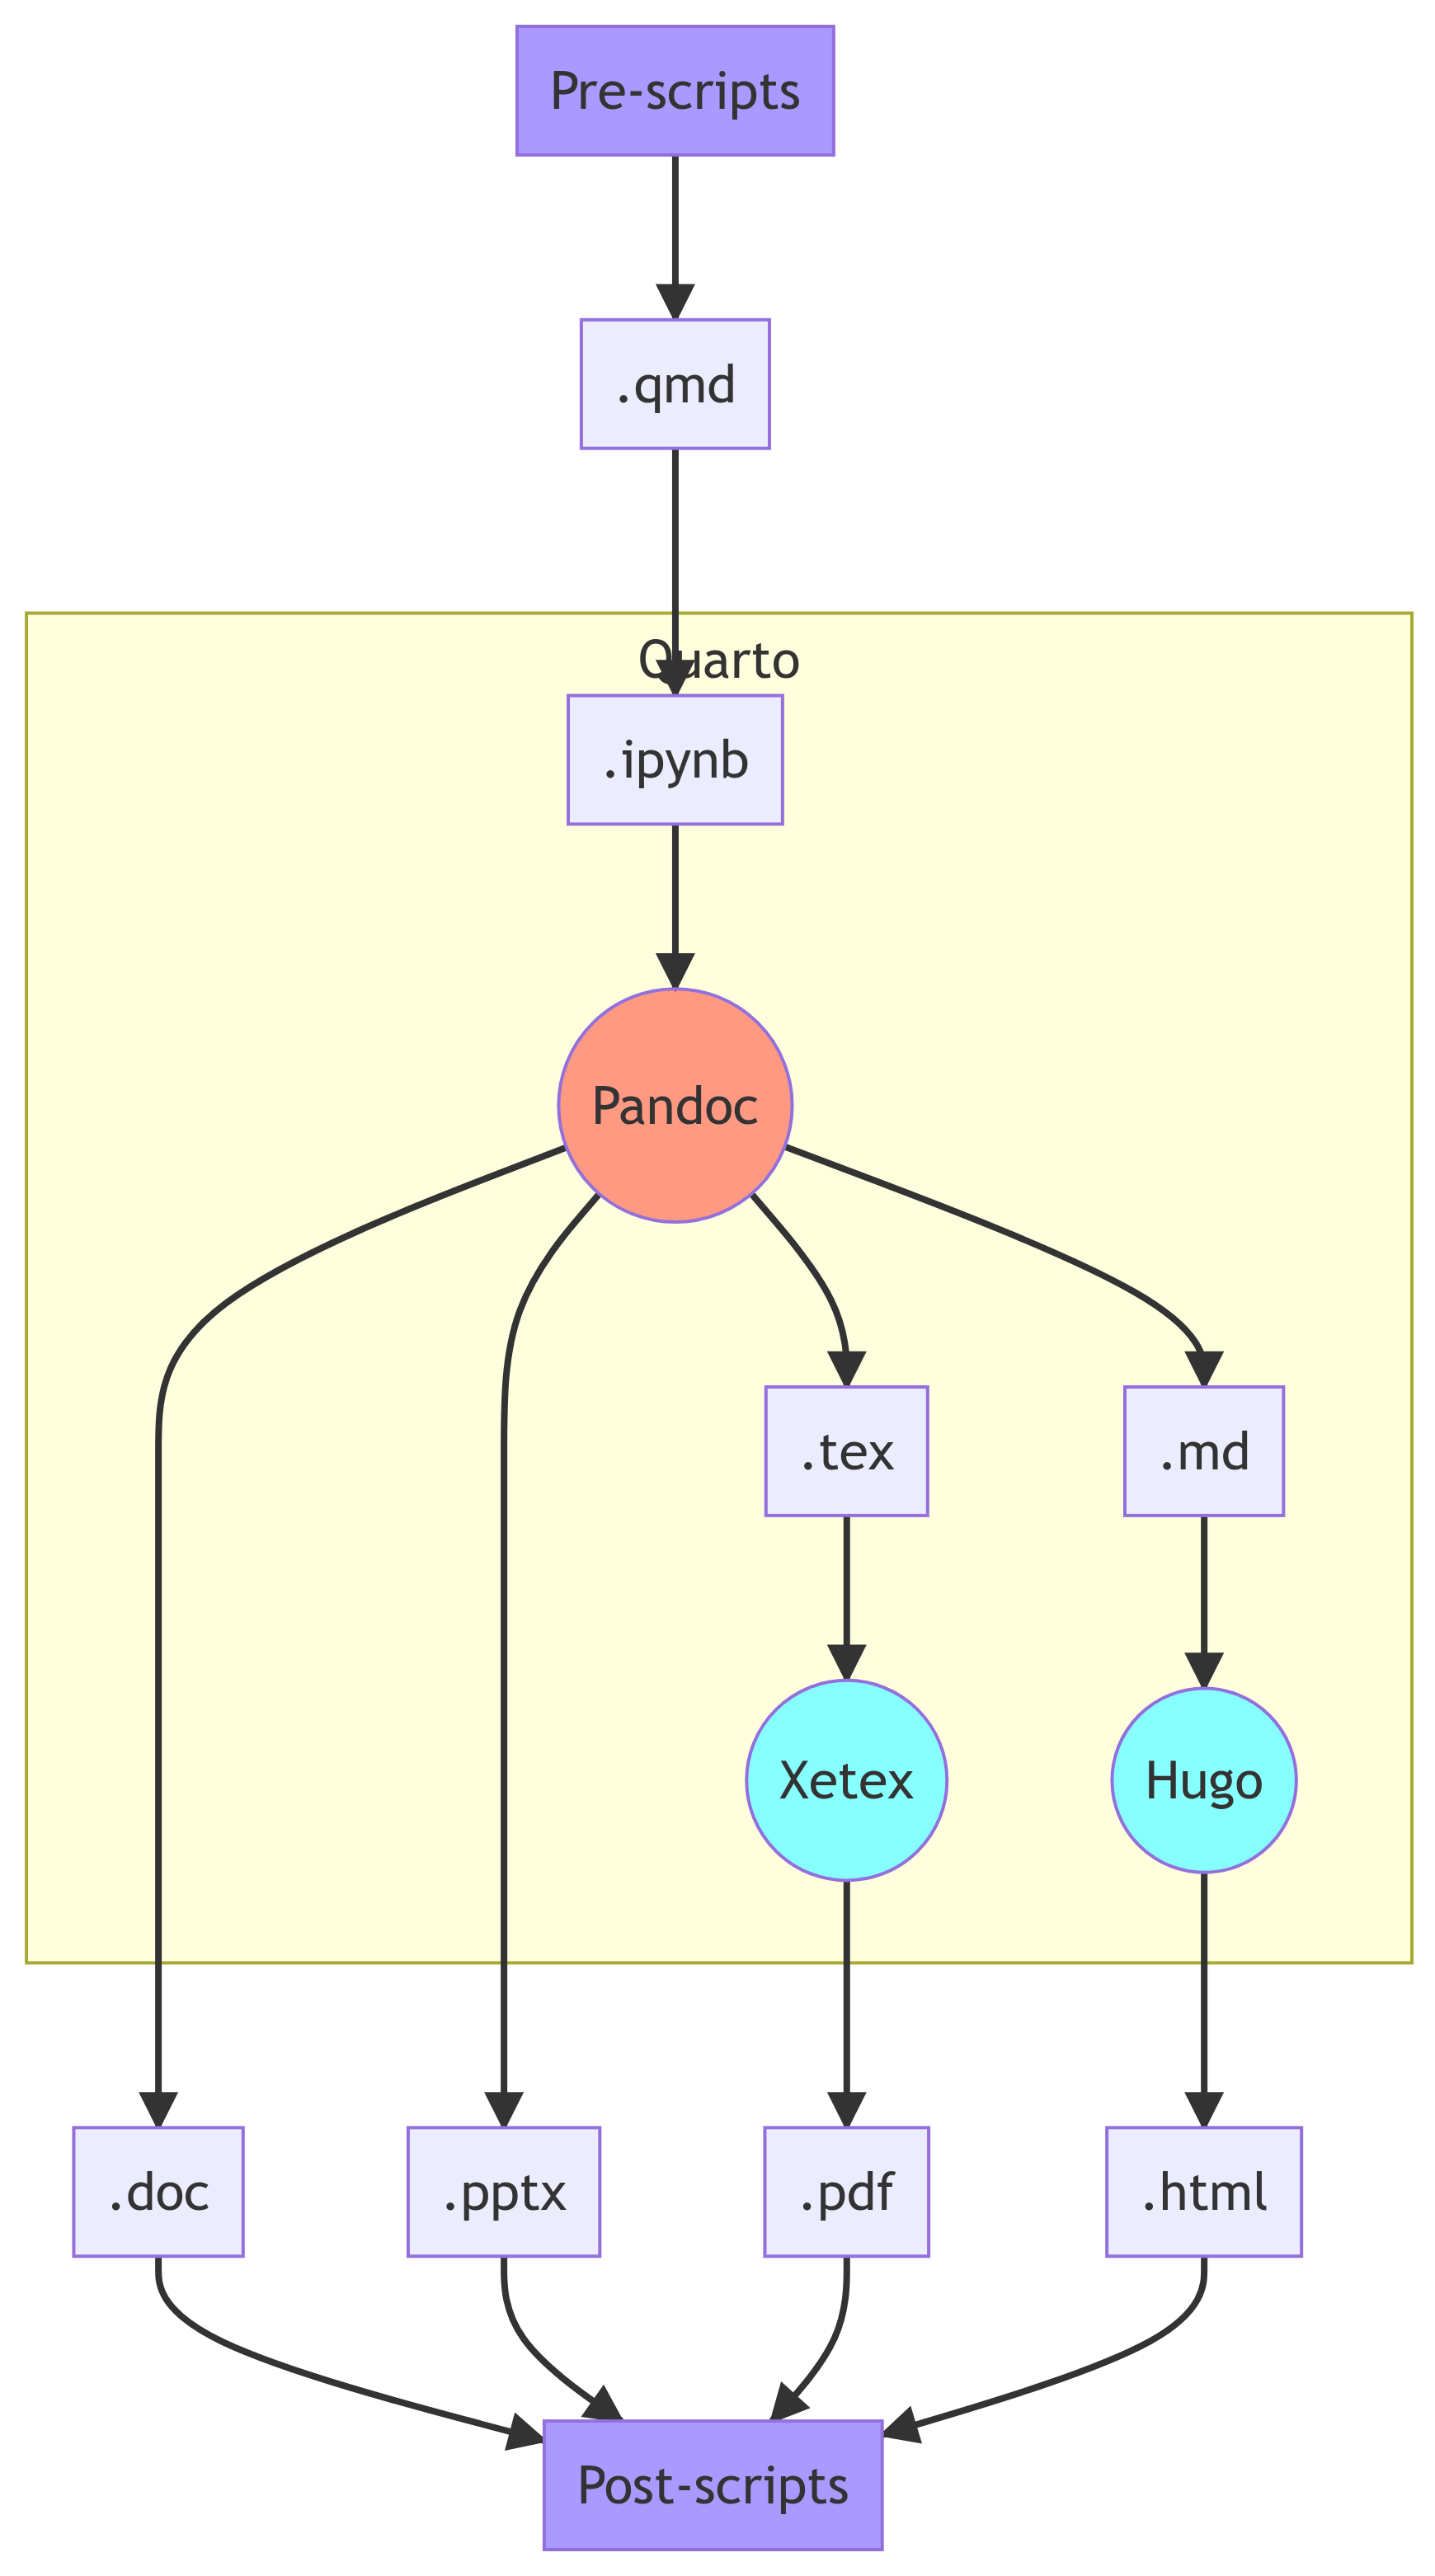 Pre-scripts
.qmd
Quarto
.ipynb
Pandoc
.tex
.md
Xetex
Hugo
.doc
.pptx
.pdf
.html
Post-scripts